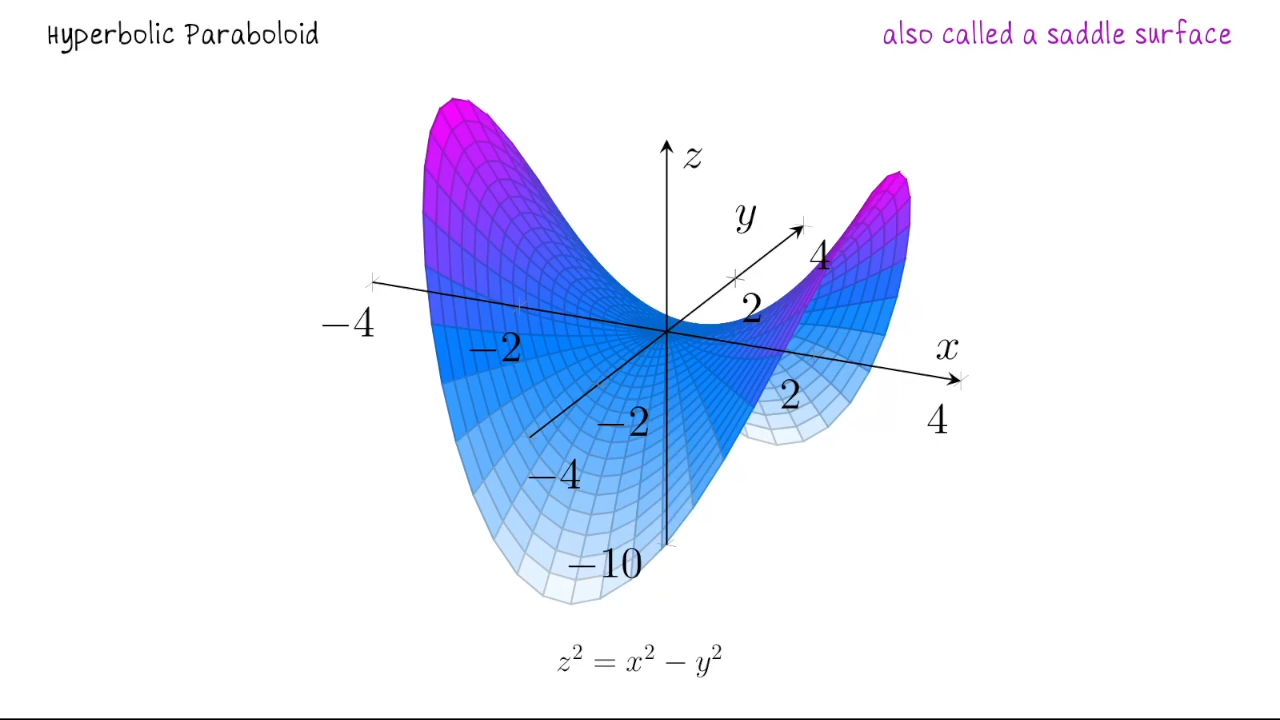 Hyperbolic Paraboloid
also called a saddle surface
z
y
4
2
−4
−2
x
2
4
−2
−4
−10
z² = x² − y²